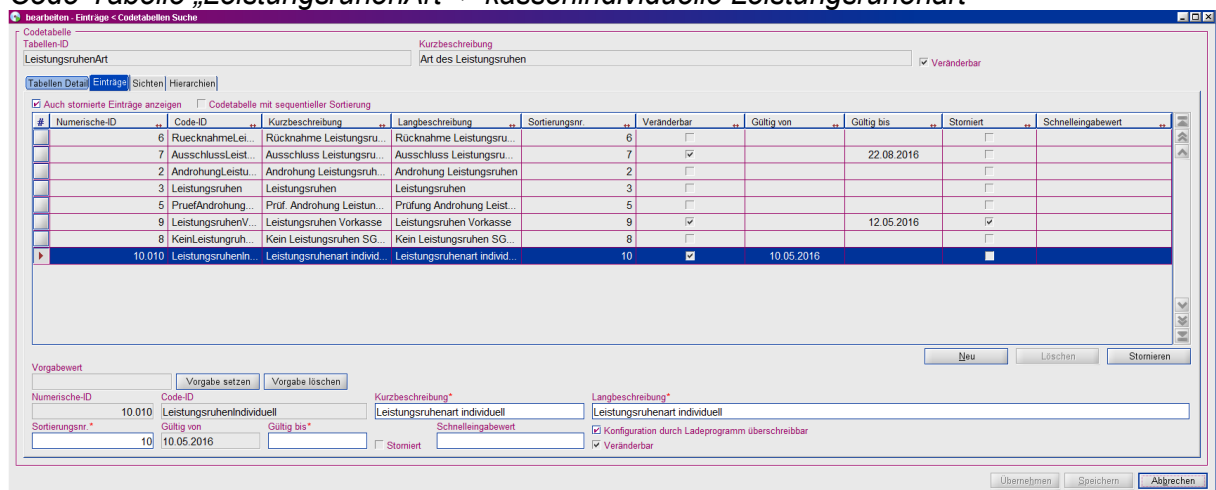 Code-Tabelle „LeistungsruhenArt
kassenindividuelle Leistungsruhenart
bearbeiten - Einträge < Codetabellen Suche
Codetabelle
Tabellen-ID Kurzbeschreibung
LeistungsruhenArt Art des Leistungsruhen Veränderbar
Tabellen Detail Einträge Sichten Hierarchien
Auch stornierte Einträge anzeigen Codetabelle mit sequentieller Sortierung
# Numerische-ID Code-ID Kurzbeschreibung Langbeschreibung Sortierungsnr. Veränderbar Gültig von Gültig bis Storniert Schnelleingabewert
6 RuecknahmeLei... Rücknahme Leistungsru... Rücknahme Leistungsru... 6
7 AusschlussLeist... Ausschluss Leistungsru... Ausschluss Leistungsru... 7 22.08.2016
2 AndrohungLeistu... Androhung Leistungsruh... Androhung Leistungsruhen 2
3 Leistungsruhen Leistungsruhen Leistungsruhen 3
5 PruefAndrohung... Prüf. Androhung Leistun... Prüfung Androhung Leist... 5
9 LeistungsruhenV... Leistungsruhen Vorkasse Leistungsruhen Vorkasse 9 12.05.2016
8 KeinLeistungruh... Kein Leistungsruhen SG... Kein Leistungsruhen SG... 8
10.010 LeistungsruhenIn... Leistungsruhenart individ... Leistungsruhenart individ... 10 10.05.2016
Neu Löschen Stornieren
Vorgabewert
Vorgabe setzen Vorgabe löschen
Numerische-ID Code-ID Kurzbeschreibung* Langbeschreibung*
10.010 LeistungsruhenIndividuell Leistungsruhenart individuell Leistungsruhenart individuell
Sortierungsnr.* Gültig von Gültig bis* Schnelleingabewert Konfiguration durch Ladeprogramm überschreibbar
10 10.05.2016 Storniert Veränderbar
Übernehmen Speichern Abbrechen